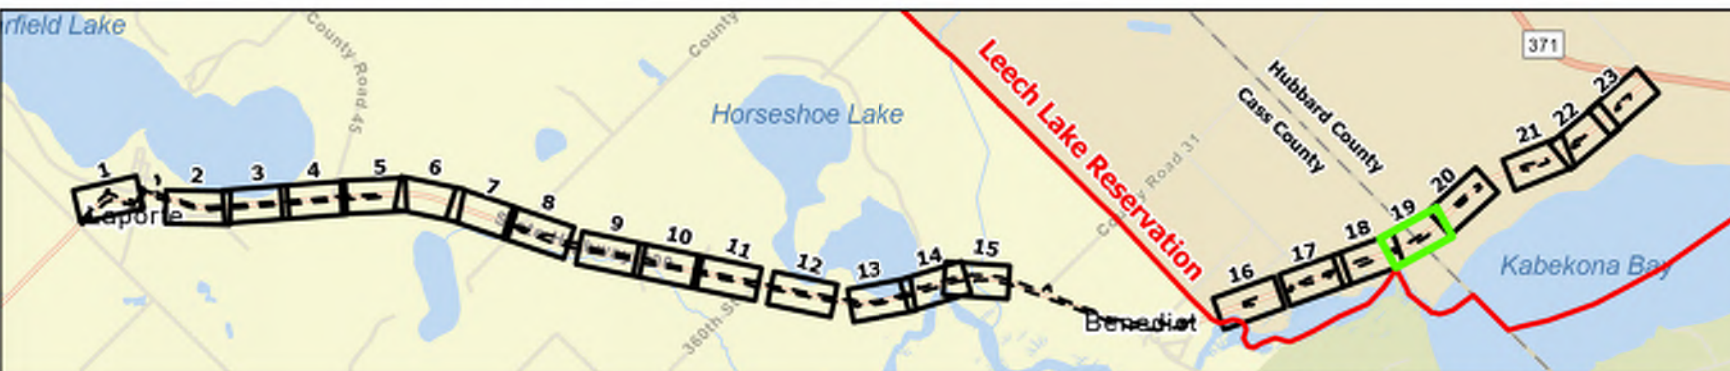 rfield Lake
County Road 45
County
371
Leech Lake Reservation
Hubbard County
Cass County
Horseshoe Lake
County Road 31
1
2
3
4
5
6
7
8
9
10
11
12
13
14
15
16
17
18
19
20
21
22
23
Laporte
Kabekona Bay
360th
Benedict